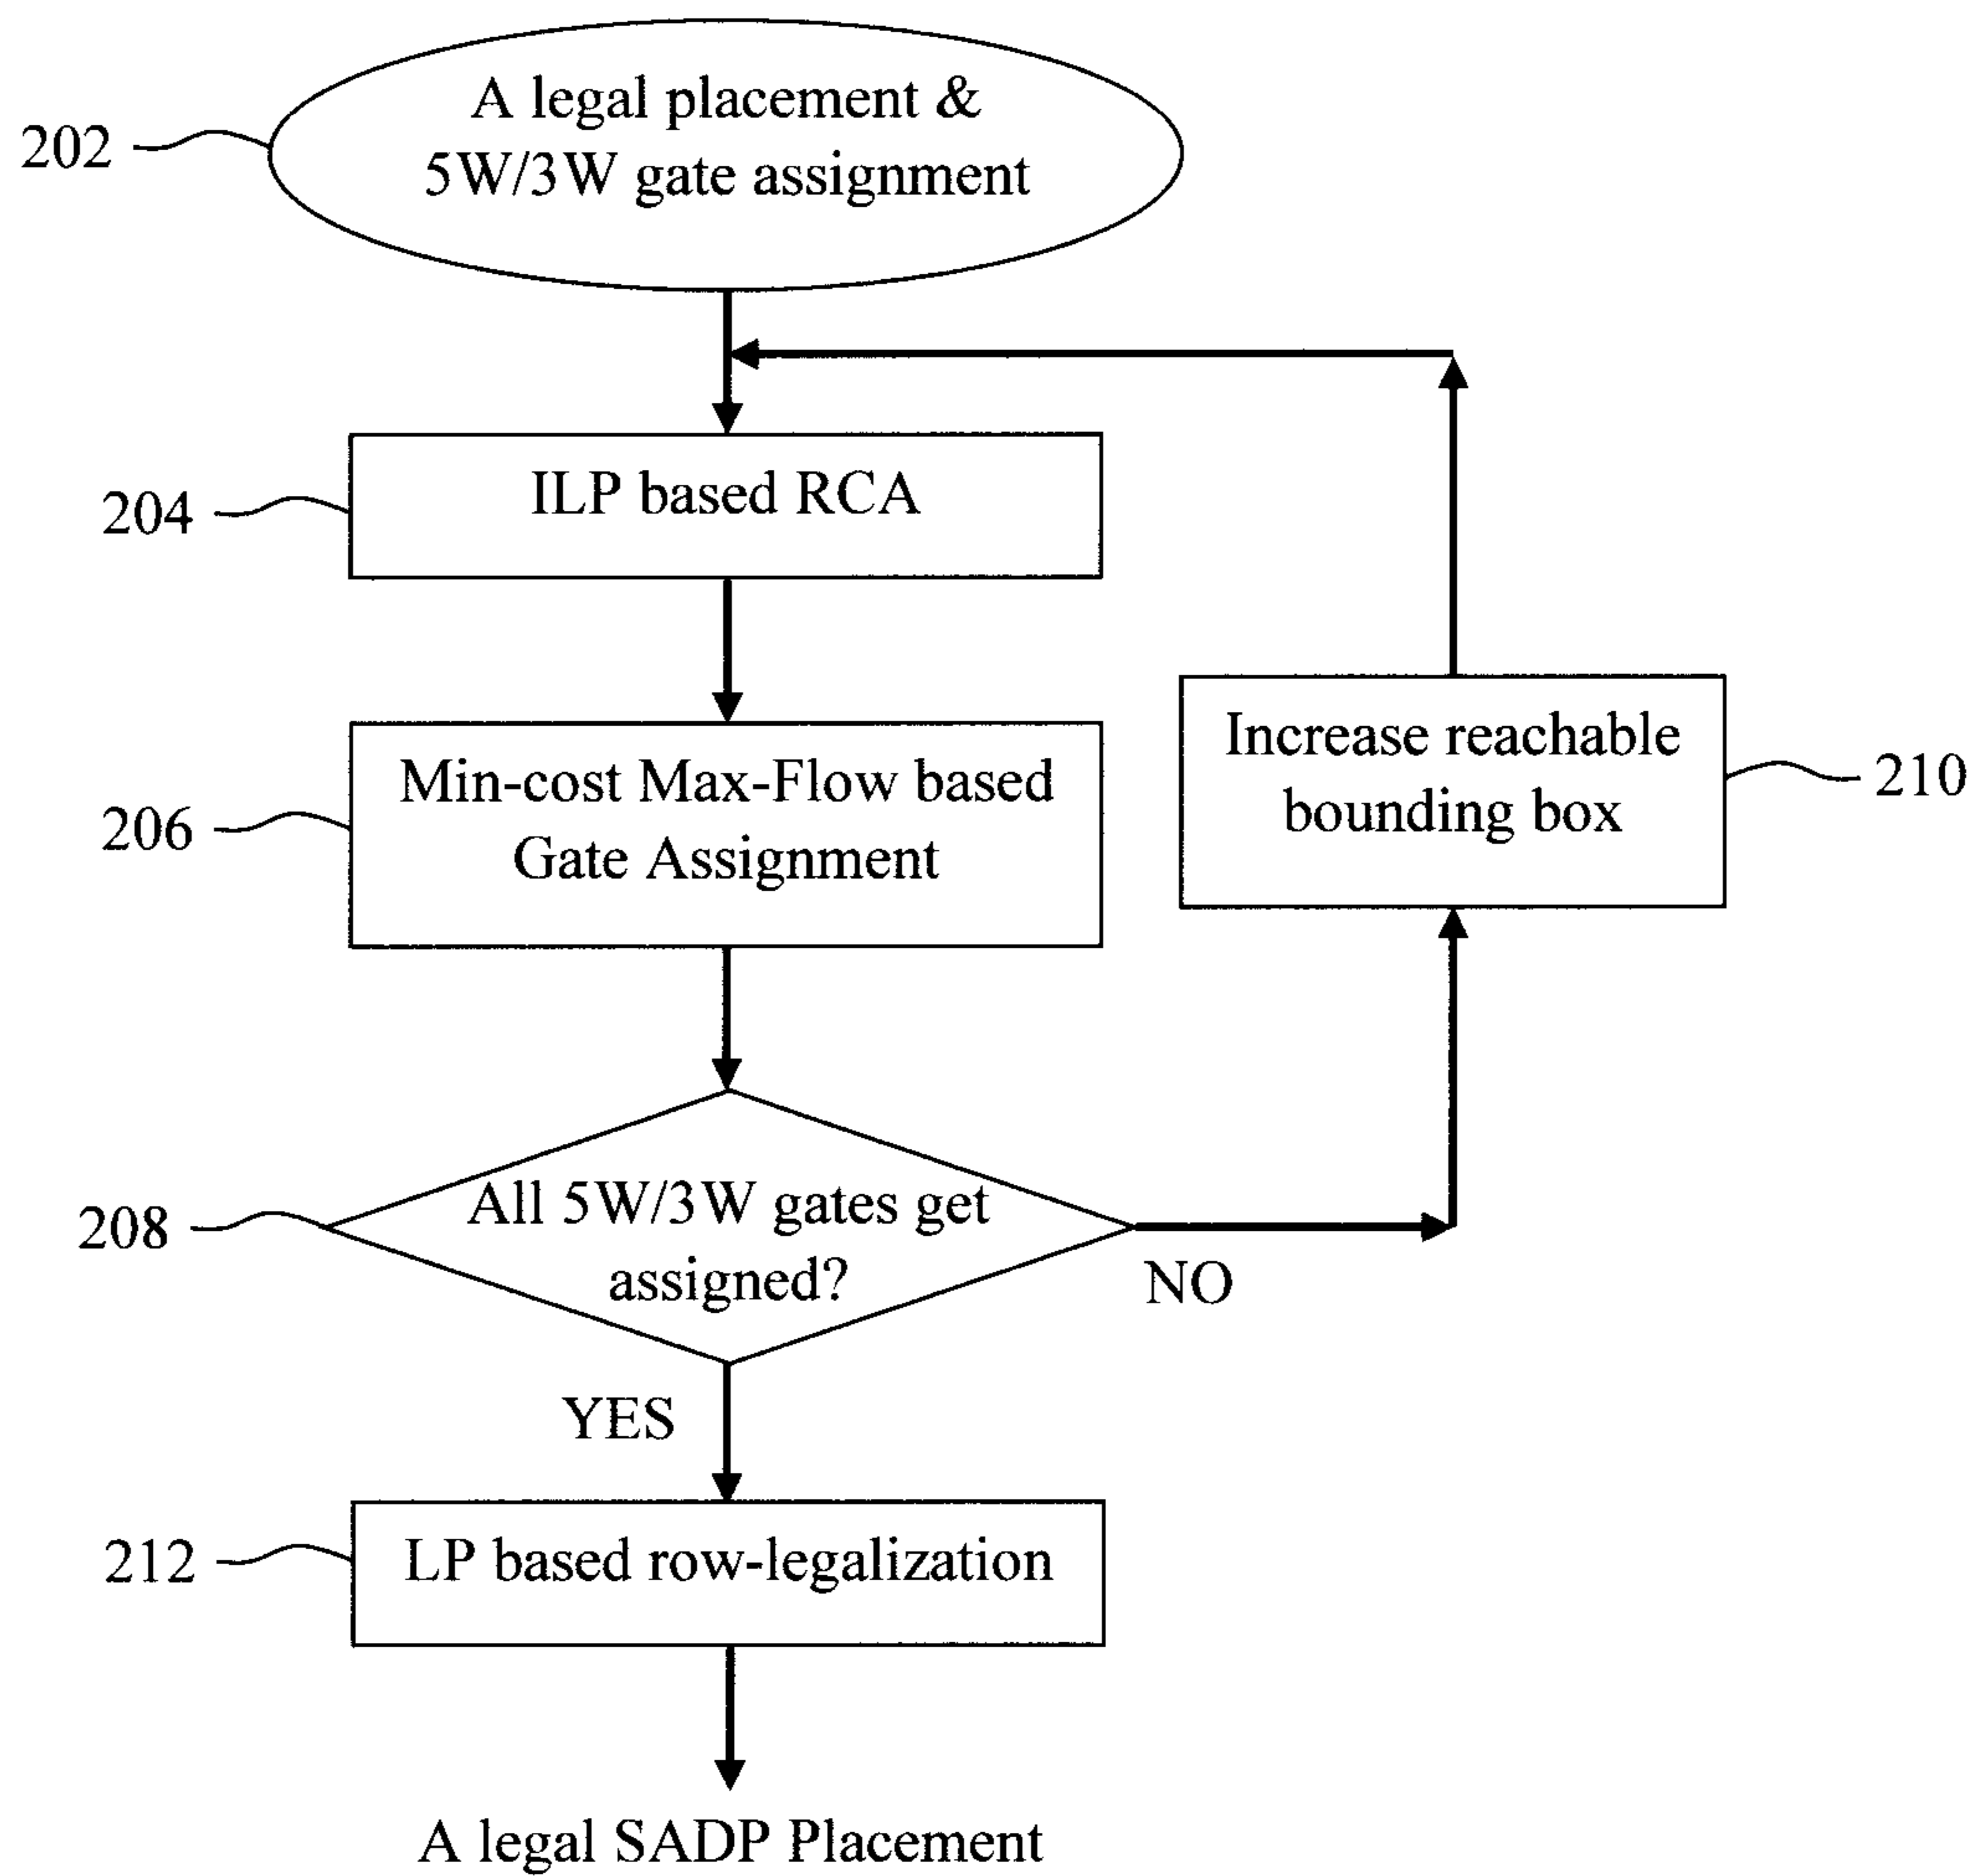 A legal placement &
5W/3W gate assignment
202
ILP based RCA
204
Min-cost Max-Flow based
Gate Assignment
206
Increase reachable
bounding box
210
All 5W/3W gates get
assigned?
208
NO
YES
LP based row-legalization
212
A legal SADP Placement